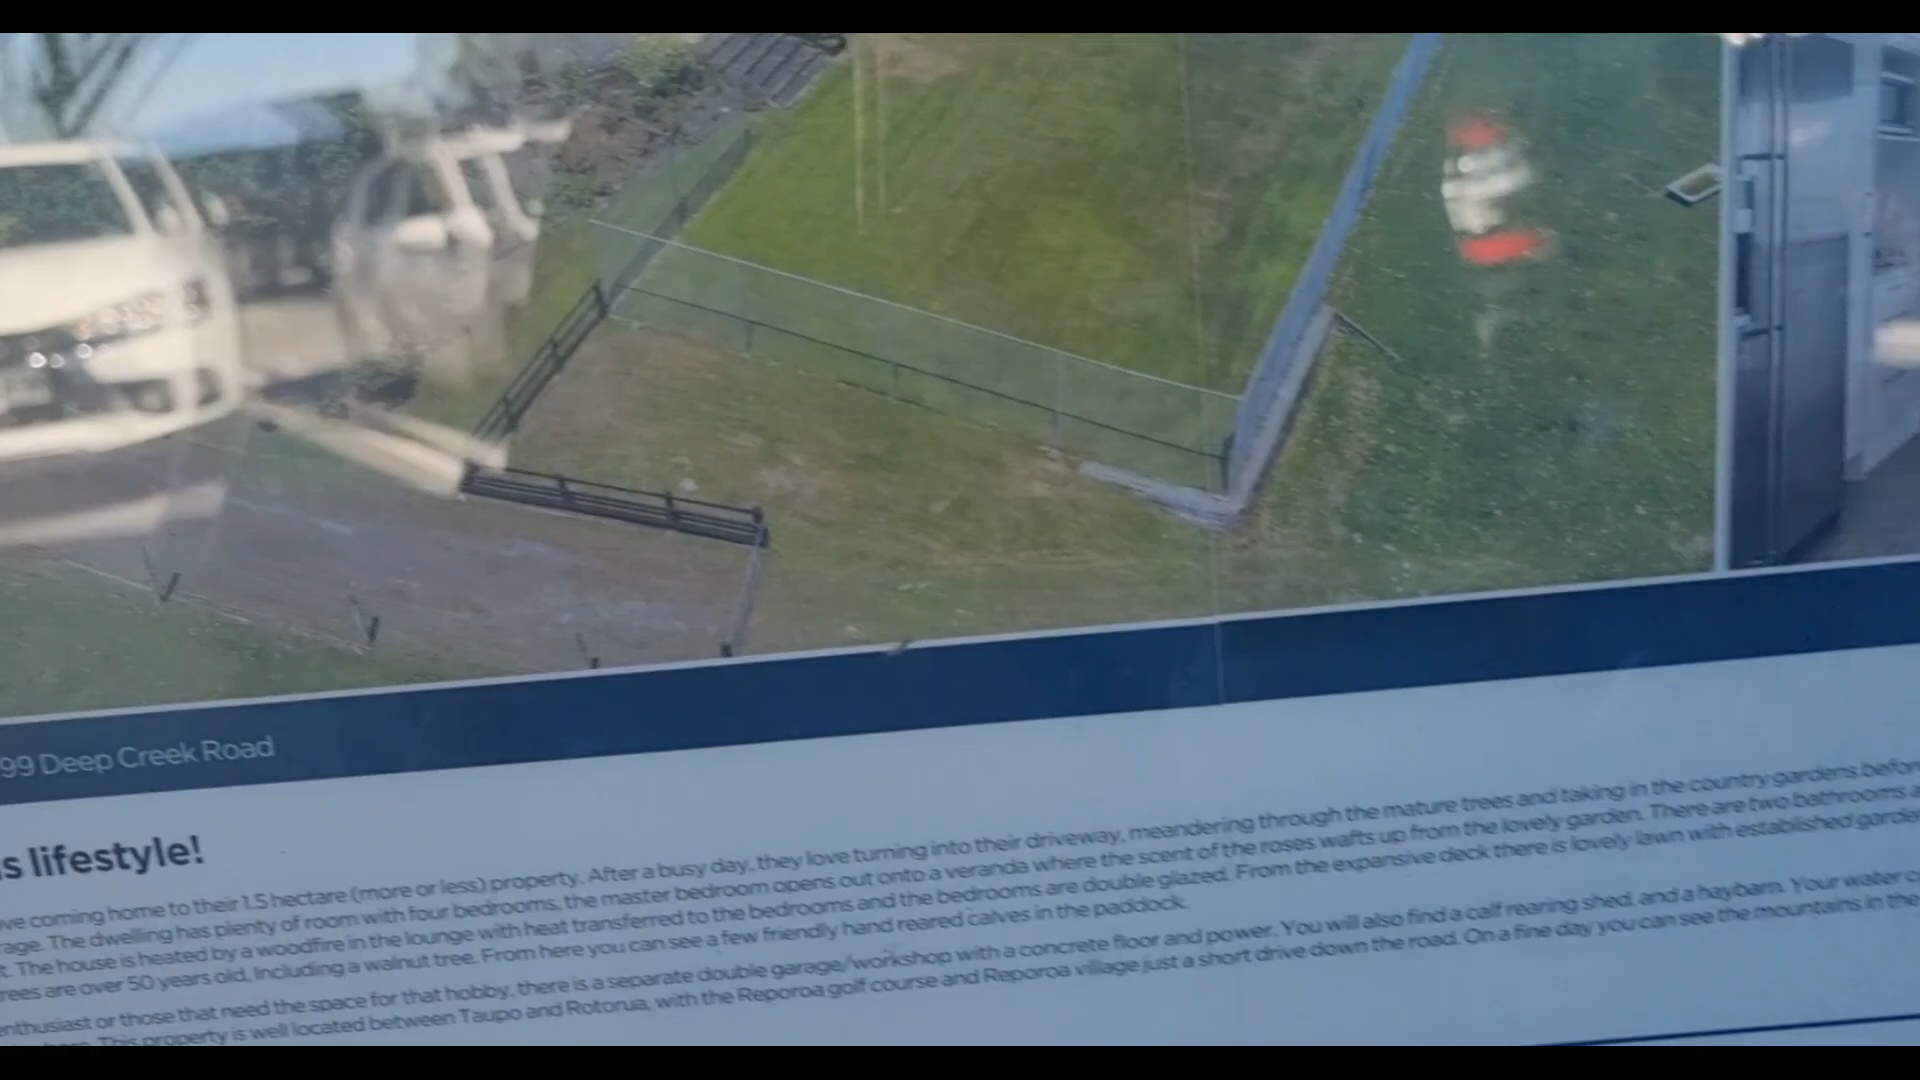 99 Deep Creek Road
s lifestyle!
ve coming home to their 1.5 hectare (more or less) property. After a busy day, they love turning into their driveway, meandering through the mature trees and taking in the country gardens before
rage. The dwelling has plenty of room with four bedrooms, the master bedroom opens out onto a veranda where the scent of the roses wafts up from the lovely garden. There are two bathrooms
t. The house is heated by a woodfire in the lounge with heat transferred to the bedrooms and the bedrooms are double glazed. From the expansive deck there is lovely lawn with established garden
rees are over 50 years old, including a walnut tree. From here you can see a few friendly hand reared calves in the paddock.
enthusiast or those that need the space for that hobby, there is a separate double garage/workshop with a concrete floor and power. You will also find a calf rearing shed, and a haybarn. Your water
This property is well located between Taupo and Rotorua, with the Reporoa golf course and Reporoa village just a short drive down the road. On a fine day you can see the mountains in the